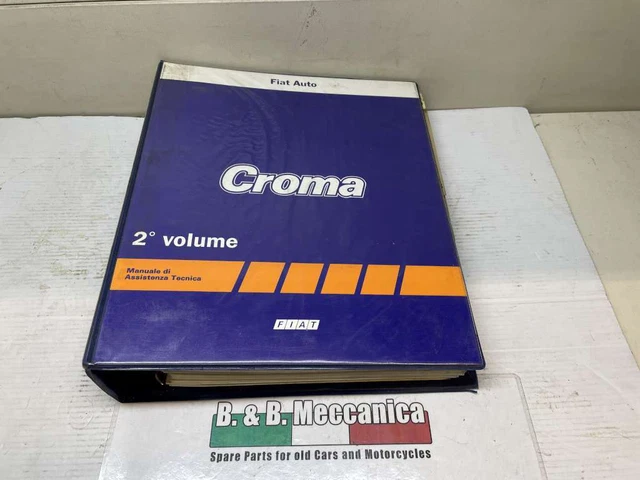 Fiat Auto
Croma
2° volume
Manuale di
Assistenza Tecnica
FIAT
B. & B. Meccanica
Spare Parts for old Cars and Motorcycles